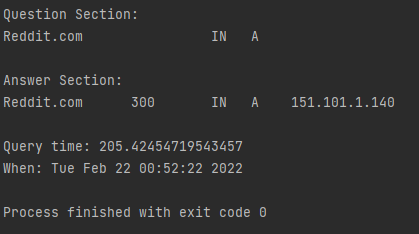 Question Section:
Reddit.com IN A
Answer Section:
Reddit.com 300 IN A 151.101.1.140
Query time: 205.42454719543457
When: Tue Feb 22 00:52:22 2022
Process finished with exit code 0